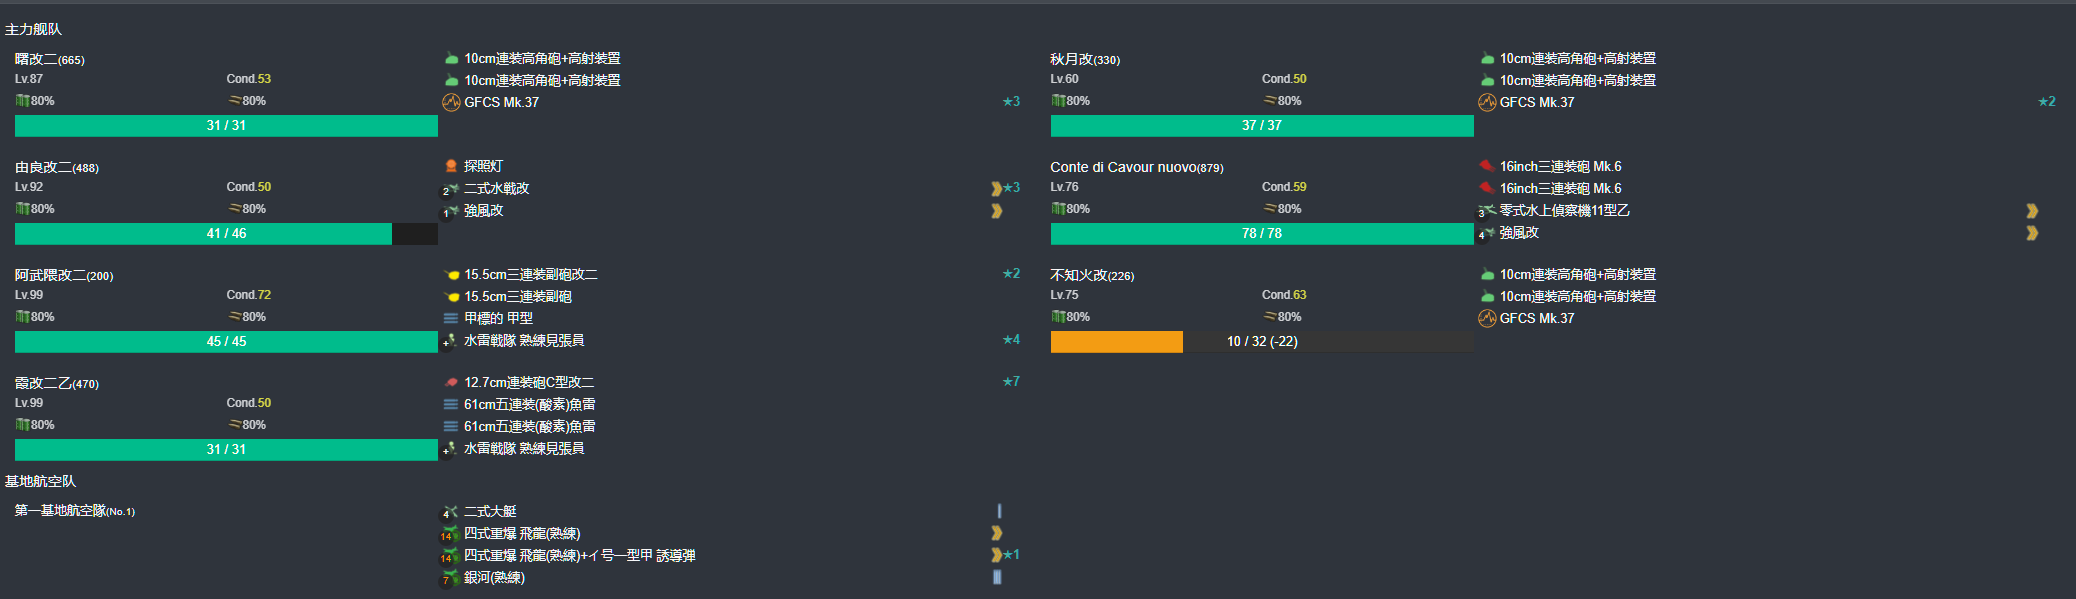 主力舰队
曙改二(665)
Lv.87 Cond.53
80% 80%
31 / 31
10cm連装高角砲+高射装置
10cm連装高角砲+高射装置
GFCS Mk.37 ★3
秋月改(330)
Lv.60 Cond.50
80% 80%
37 / 37
10cm連装高角砲+高射装置
10cm連装高角砲+高射装置
GFCS Mk.37 ★2
由良改二(488)
Lv.92 Cond.50
80% 80%
41 / 46
探照灯
2 二式水戦改 ★3
1 強風改
Conte di Cavour nuovo(879)
Lv.76 Cond.59
80% 80%
78 / 78
16inch三連装砲 Mk.6
16inch三連装砲 Mk.6
3 零式水上偵察機11型乙
4 強風改
阿武隈改二(200)
Lv.99 Cond.72
80% 80%
45 / 45
15.5cm三連装副砲改二 ★2
15.5cm三連装副砲
甲標的 甲型
+ 水雷戦隊 熟練見張員 ★4
不知火改(226)
Lv.75 Cond.63
80% 80%
10 / 32 (-22)
10cm連装高角砲+高射装置
10cm連装高角砲+高射装置
GFCS Mk.37
霞改二乙(470)
Lv.99 Cond.50
80% 80%
31 / 31
12.7cm連装砲C型改二 ★7
61cm五連装(酸素)魚雷
61cm五連装(酸素)魚雷
+ 水雷戦隊 熟練見張員
基地航空队
第一基地航空隊(No.1)
4 二式大艇
14 四式重爆 飛龍(熟練)
14 四式重爆 飛龍(熟練)+イ号一型甲 誘導弾 ★1
7 銀河(熟練)